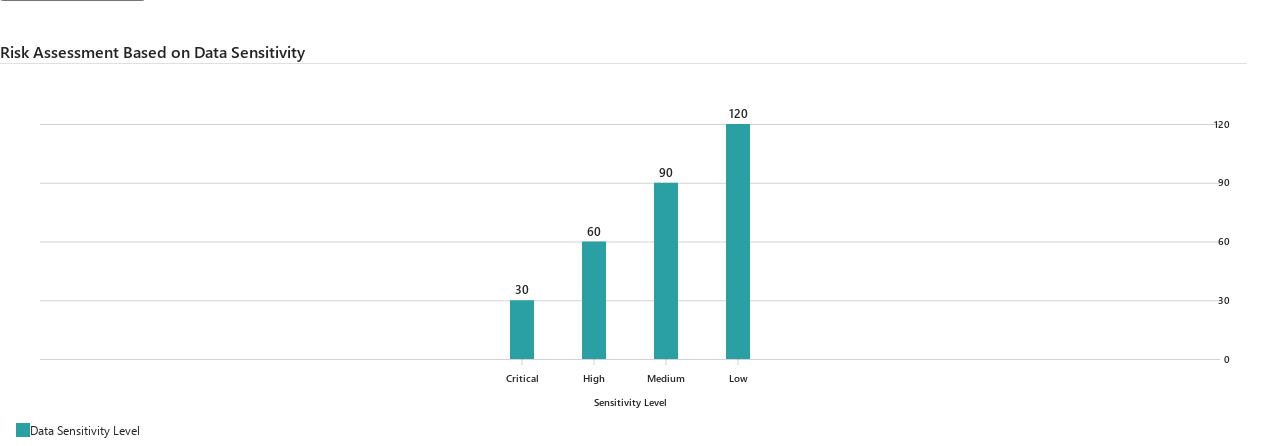 Risk Assessment Based on Data Sensitivity
120
120
90
90
60
60
30
30
0
Critical High Medium Low
Sensitivity Level
Data Sensitivity Level